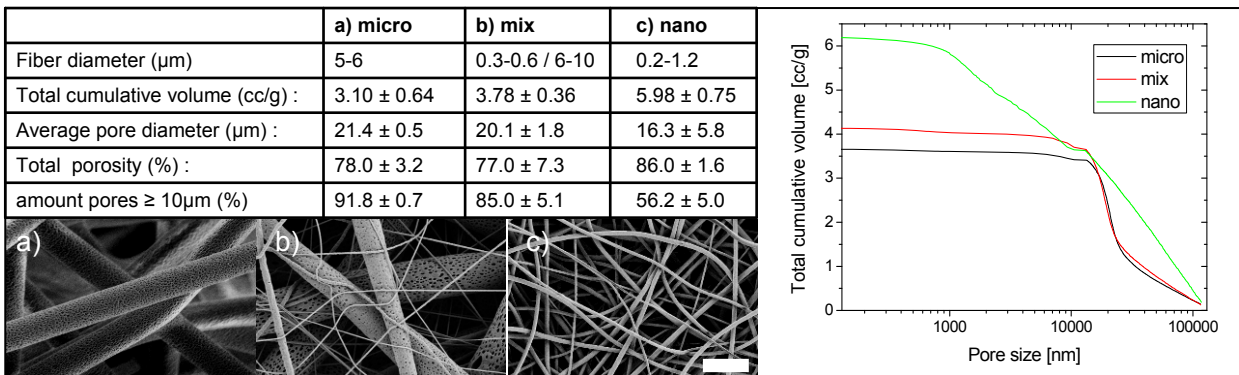 a) micro b) mix c) nano
Fiber diameter (µm) 5-6 0.3-0.6 / 6-10 0.2-1.2
Total cumulative volume (cc/g) : 3.10 ± 0.64 3.78 ± 0.36 5.98 ± 0.75
Average pore diameter (µm) : 21.4 ± 0.5 20.1 ± 1.8 16.3 ± 5.8
Total porosity (%) : 78.0 ± 3.2 77.0 ± 7.3 86.0 ± 1.6
amount pores ≥ 10µm (%) 91.8 ± 0.7 85.0 ± 5.1 56.2 ± 5.0
a) b) c)
Total cumulative volume [cc/g]
6
5
4
3
2
1
0
micro
mix
nano
1000 10000 100000
Pore size [nm]